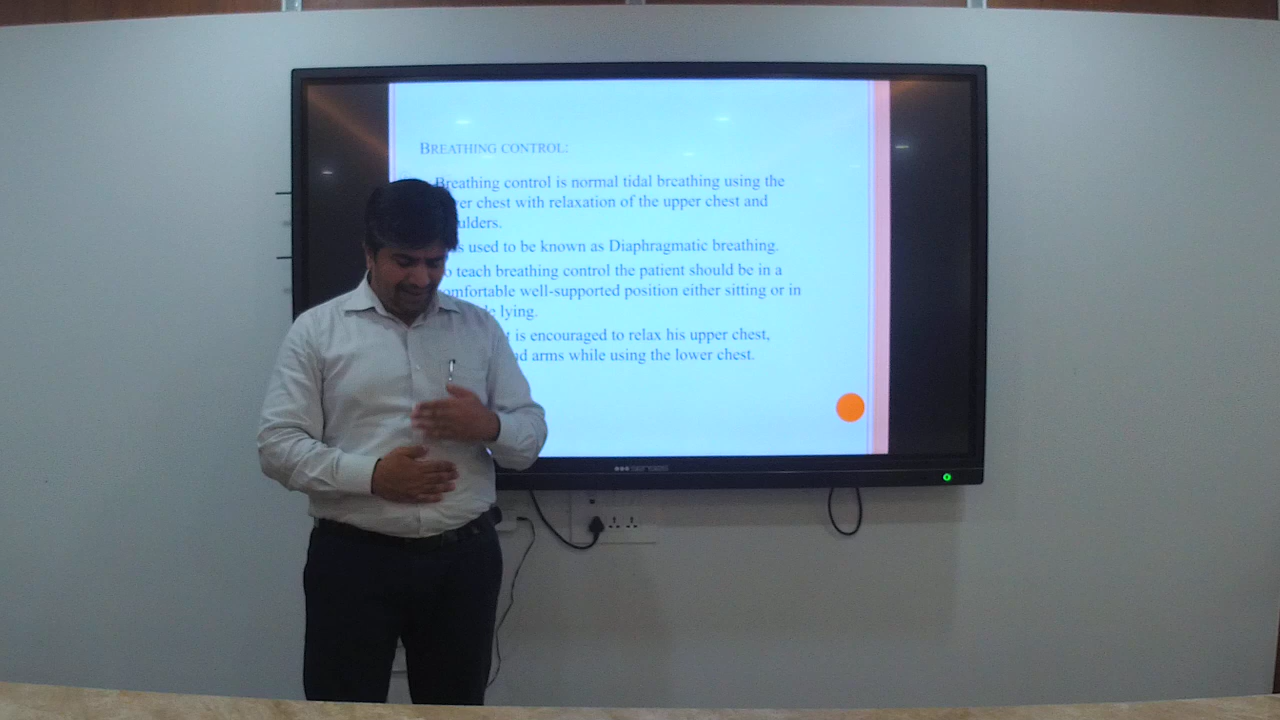 BREATHING CONTROL:
Breathing control is normal tidal breathing using the
chest with relaxation of the upper chest and
used to be known as Diaphragmatic breathing.
teach breathing control the patient should be in a
well-supported position either sitting or in
lying.
is encouraged to relax his upper chest,
arms while using the lower chest.